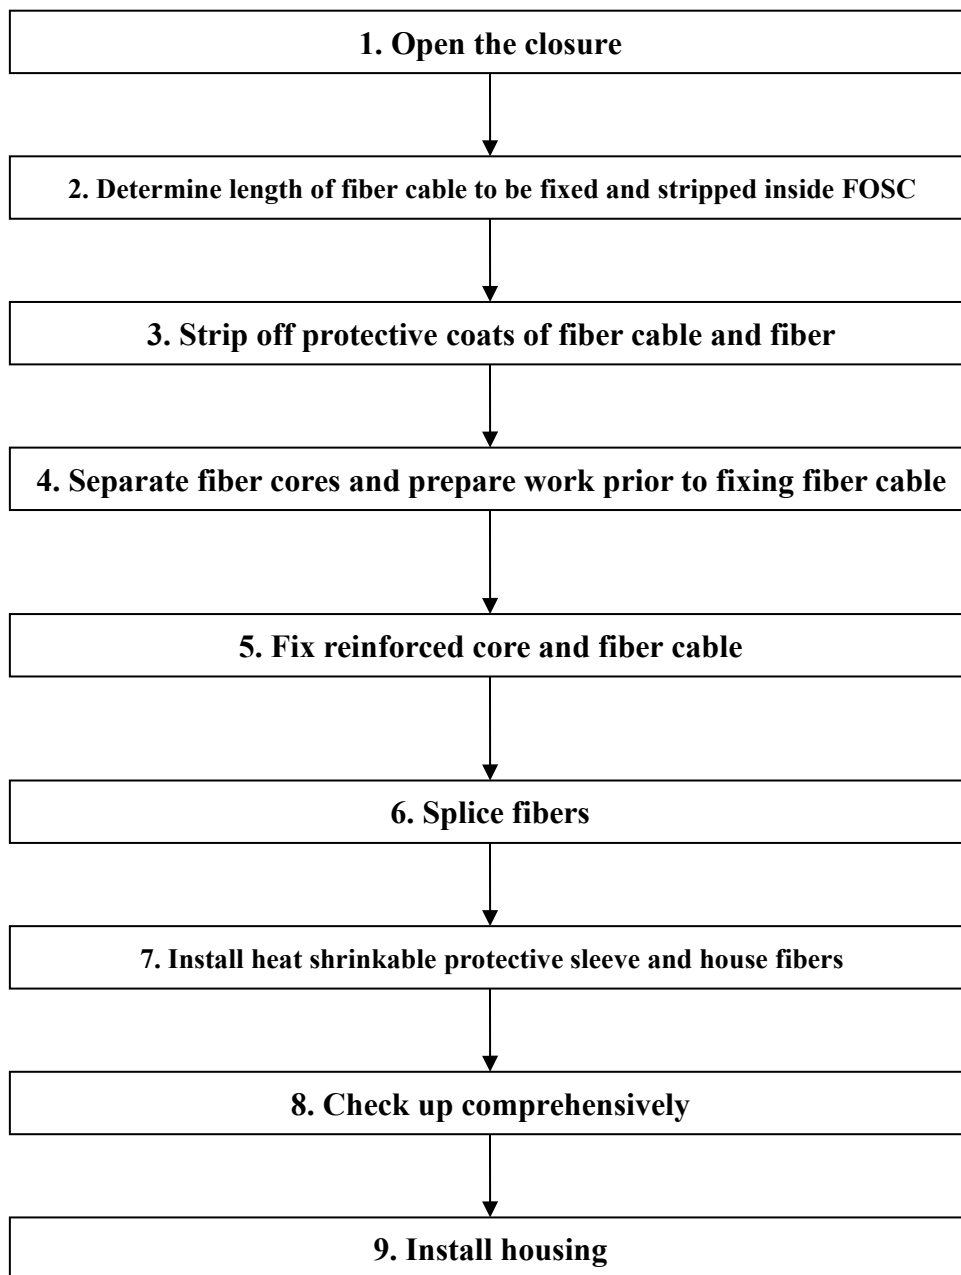 1. Open the closure
2. Determine length of fiber cable to be fixed and stripped inside FOSC
3. Strip off protective coats of fiber cable and fiber
4. Separate fiber cores and prepare work prior to fixing fiber cable
5. Fix reinforced core and fiber cable
6. Splice fibers
7. Install heat shrinkable protective sleeve and house fibers
8. Check up comprehensively
9. Install housing